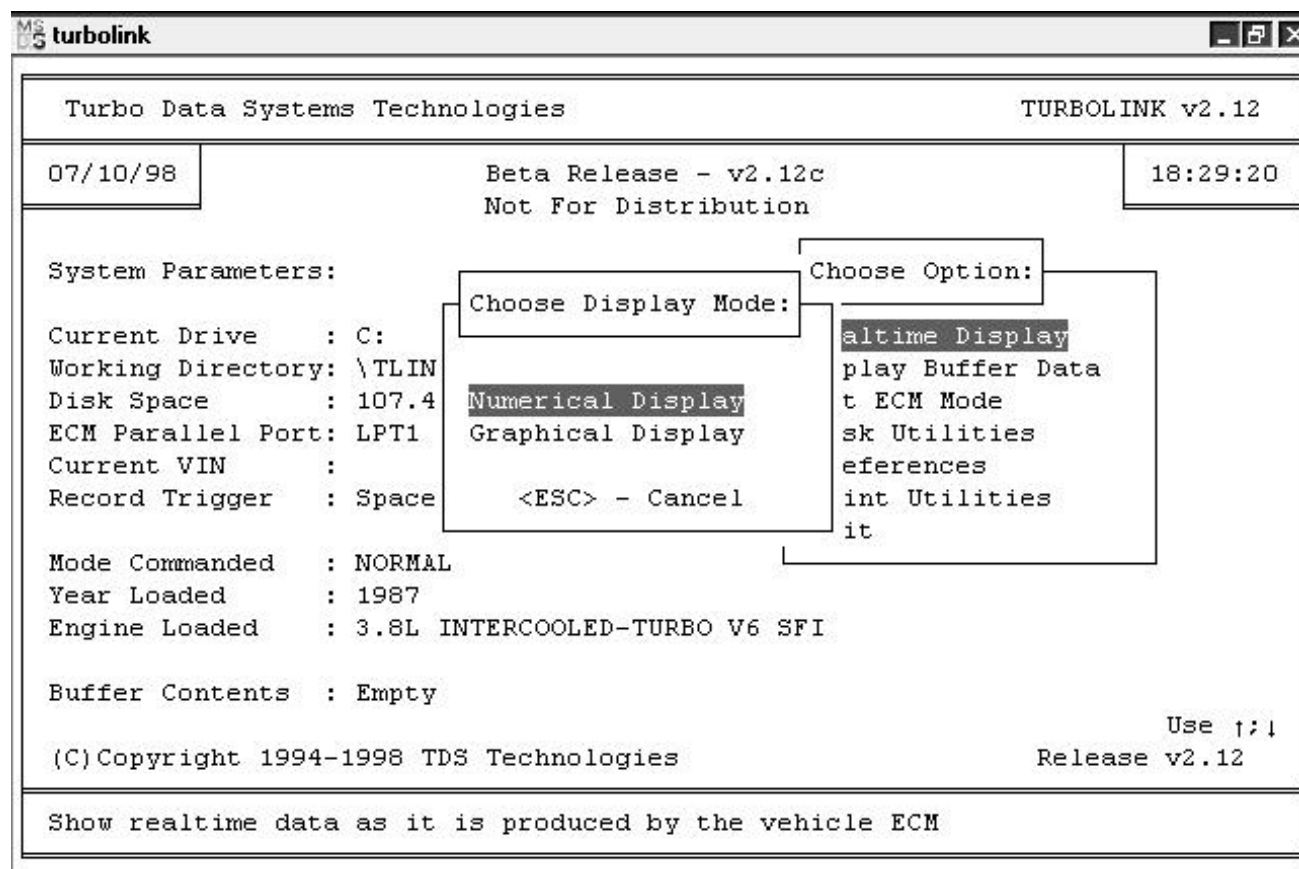 turbolink
Turbo Data Systems Technologies TURBOLINK v2.12
07/10/98 Beta Release - v2.12c 18:29:20
Not For Distribution
System Parameters: Choose Option:
Choose Display Mode:
Current Drive : C: altime Display
Working Directory: \TLIN play Buffer Data
Disk Space : 107.4 Numerical Display t ECM Mode
ECM Parallel Port: LPT1 Graphical Display sk Utilities
Current VIN : eferences
Record Trigger : Space <ESC> - Cancel int Utilities
it
Mode Commanded : NORMAL
Year Loaded : 1987
Engine Loaded : 3.8L INTERCOOLED-TURBO V6 SFI
Buffer Contents : Empty
Use ↑;↓
(C)Copyright 1994-1998 TDS Technologies Release v2.12
Show realtime data as it is produced by the vehicle ECM